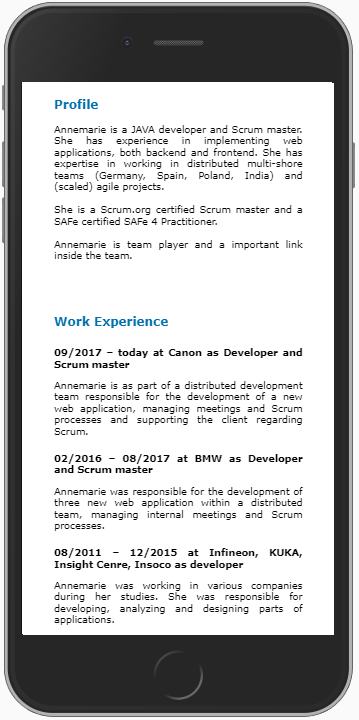 Profile
Annemarie is a JAVA developer and Scrum master.
She has experience in implementing web
applications, both backend and frontend. She has
expertise in working in distributed multi-shore
teams (Germany, Spain, Poland, India) and
(scaled) agile projects.
She is a Scrum.org certified Scrum master and a
SAFe certified SAFe 4 Practitioner.
Annemarie is team player and a important link
inside the team.
Work Experience
09/2017 – today at Canon as Developer and
Scrum master
Annemarie is as part of a distributed development
team responsible for the development of a new
web application, managing meetings and Scrum
processes and supporting the client regarding
Scrum.
02/2016 – 08/2017 at BMW as Developer
and Scrum master
Annemarie was responsible for the development of
three new web application within a distributed
team, managing internal meetings and Scrum
processes.
08/2011 – 12/2015 at Infineon, KUKA,
Insight Cenre, Insoco as developer
Annemarie was working in various companies
during her studies. She was responsible for
developing, analyzing and designing parts of
applications.